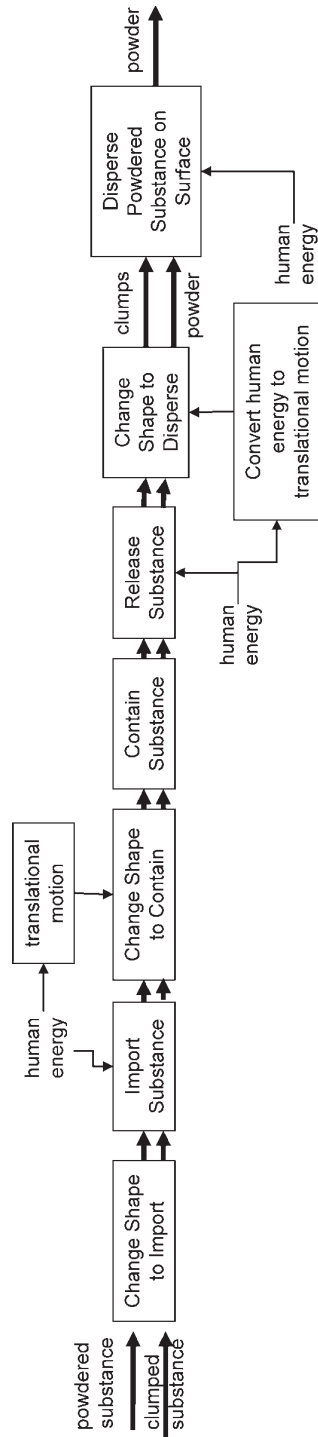 powdered
substance
clumped
substance
Change Shape
to Import
Import
Substance
human
energy
translational
motion
Change Shape
to Contain
Contain
Substance
Release
Substance
human
energy
Convert human
energy to
translational motion
Change
Shape to
Disperse
clumps
powder
Disperse
Powdered
Substance on
Surface
human
energy
powder